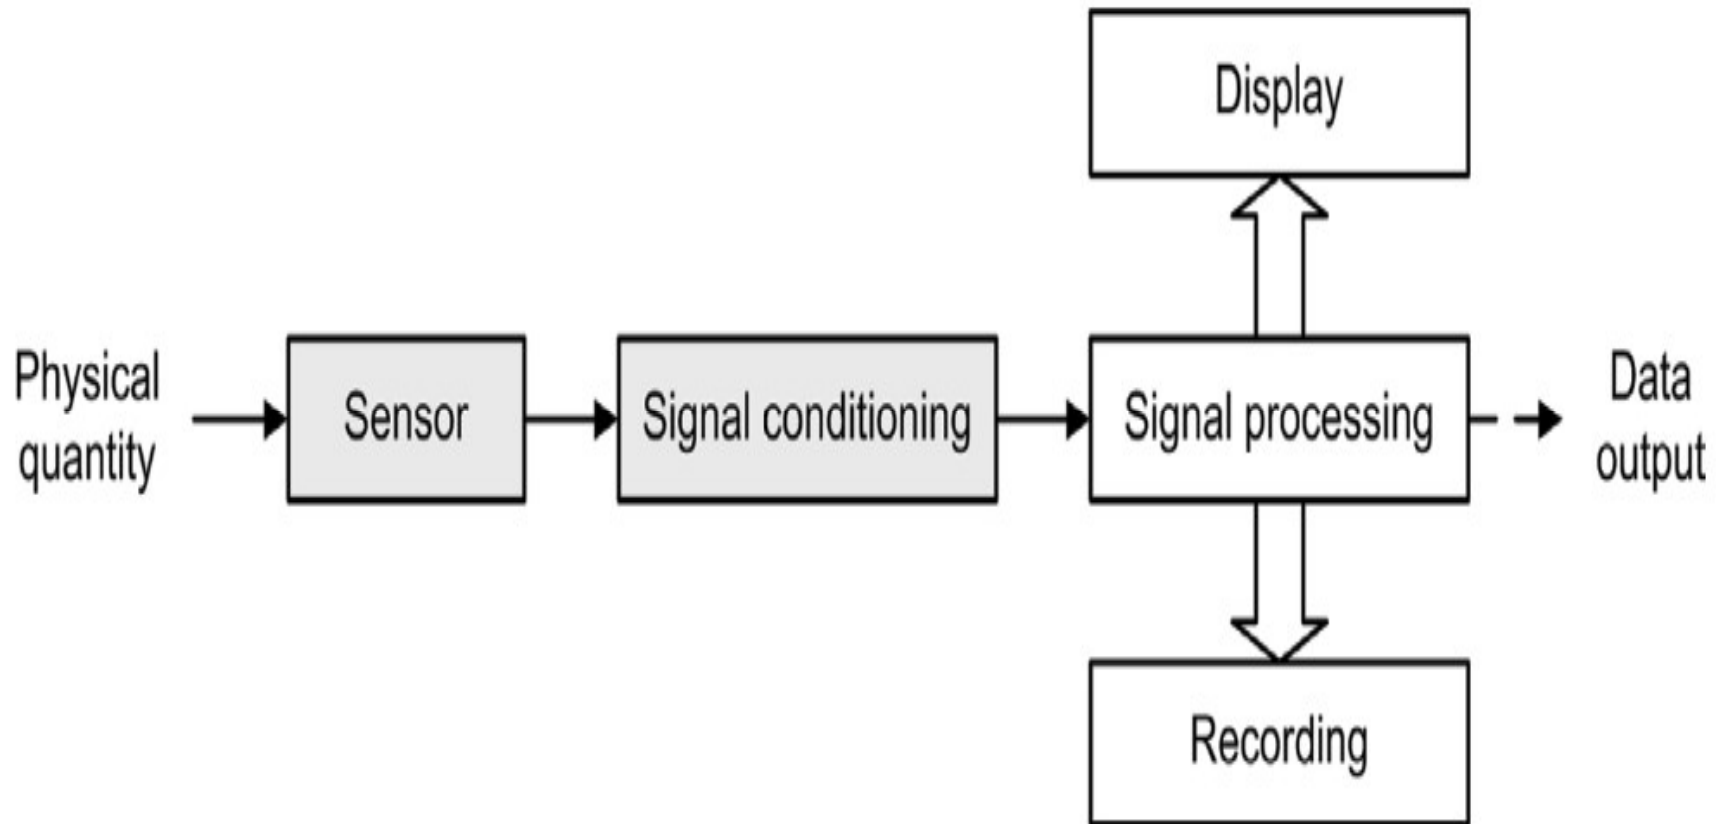 Display
Physical
quantity
Sensor
Signal conditioning
Signal processing
Data
output
Recording